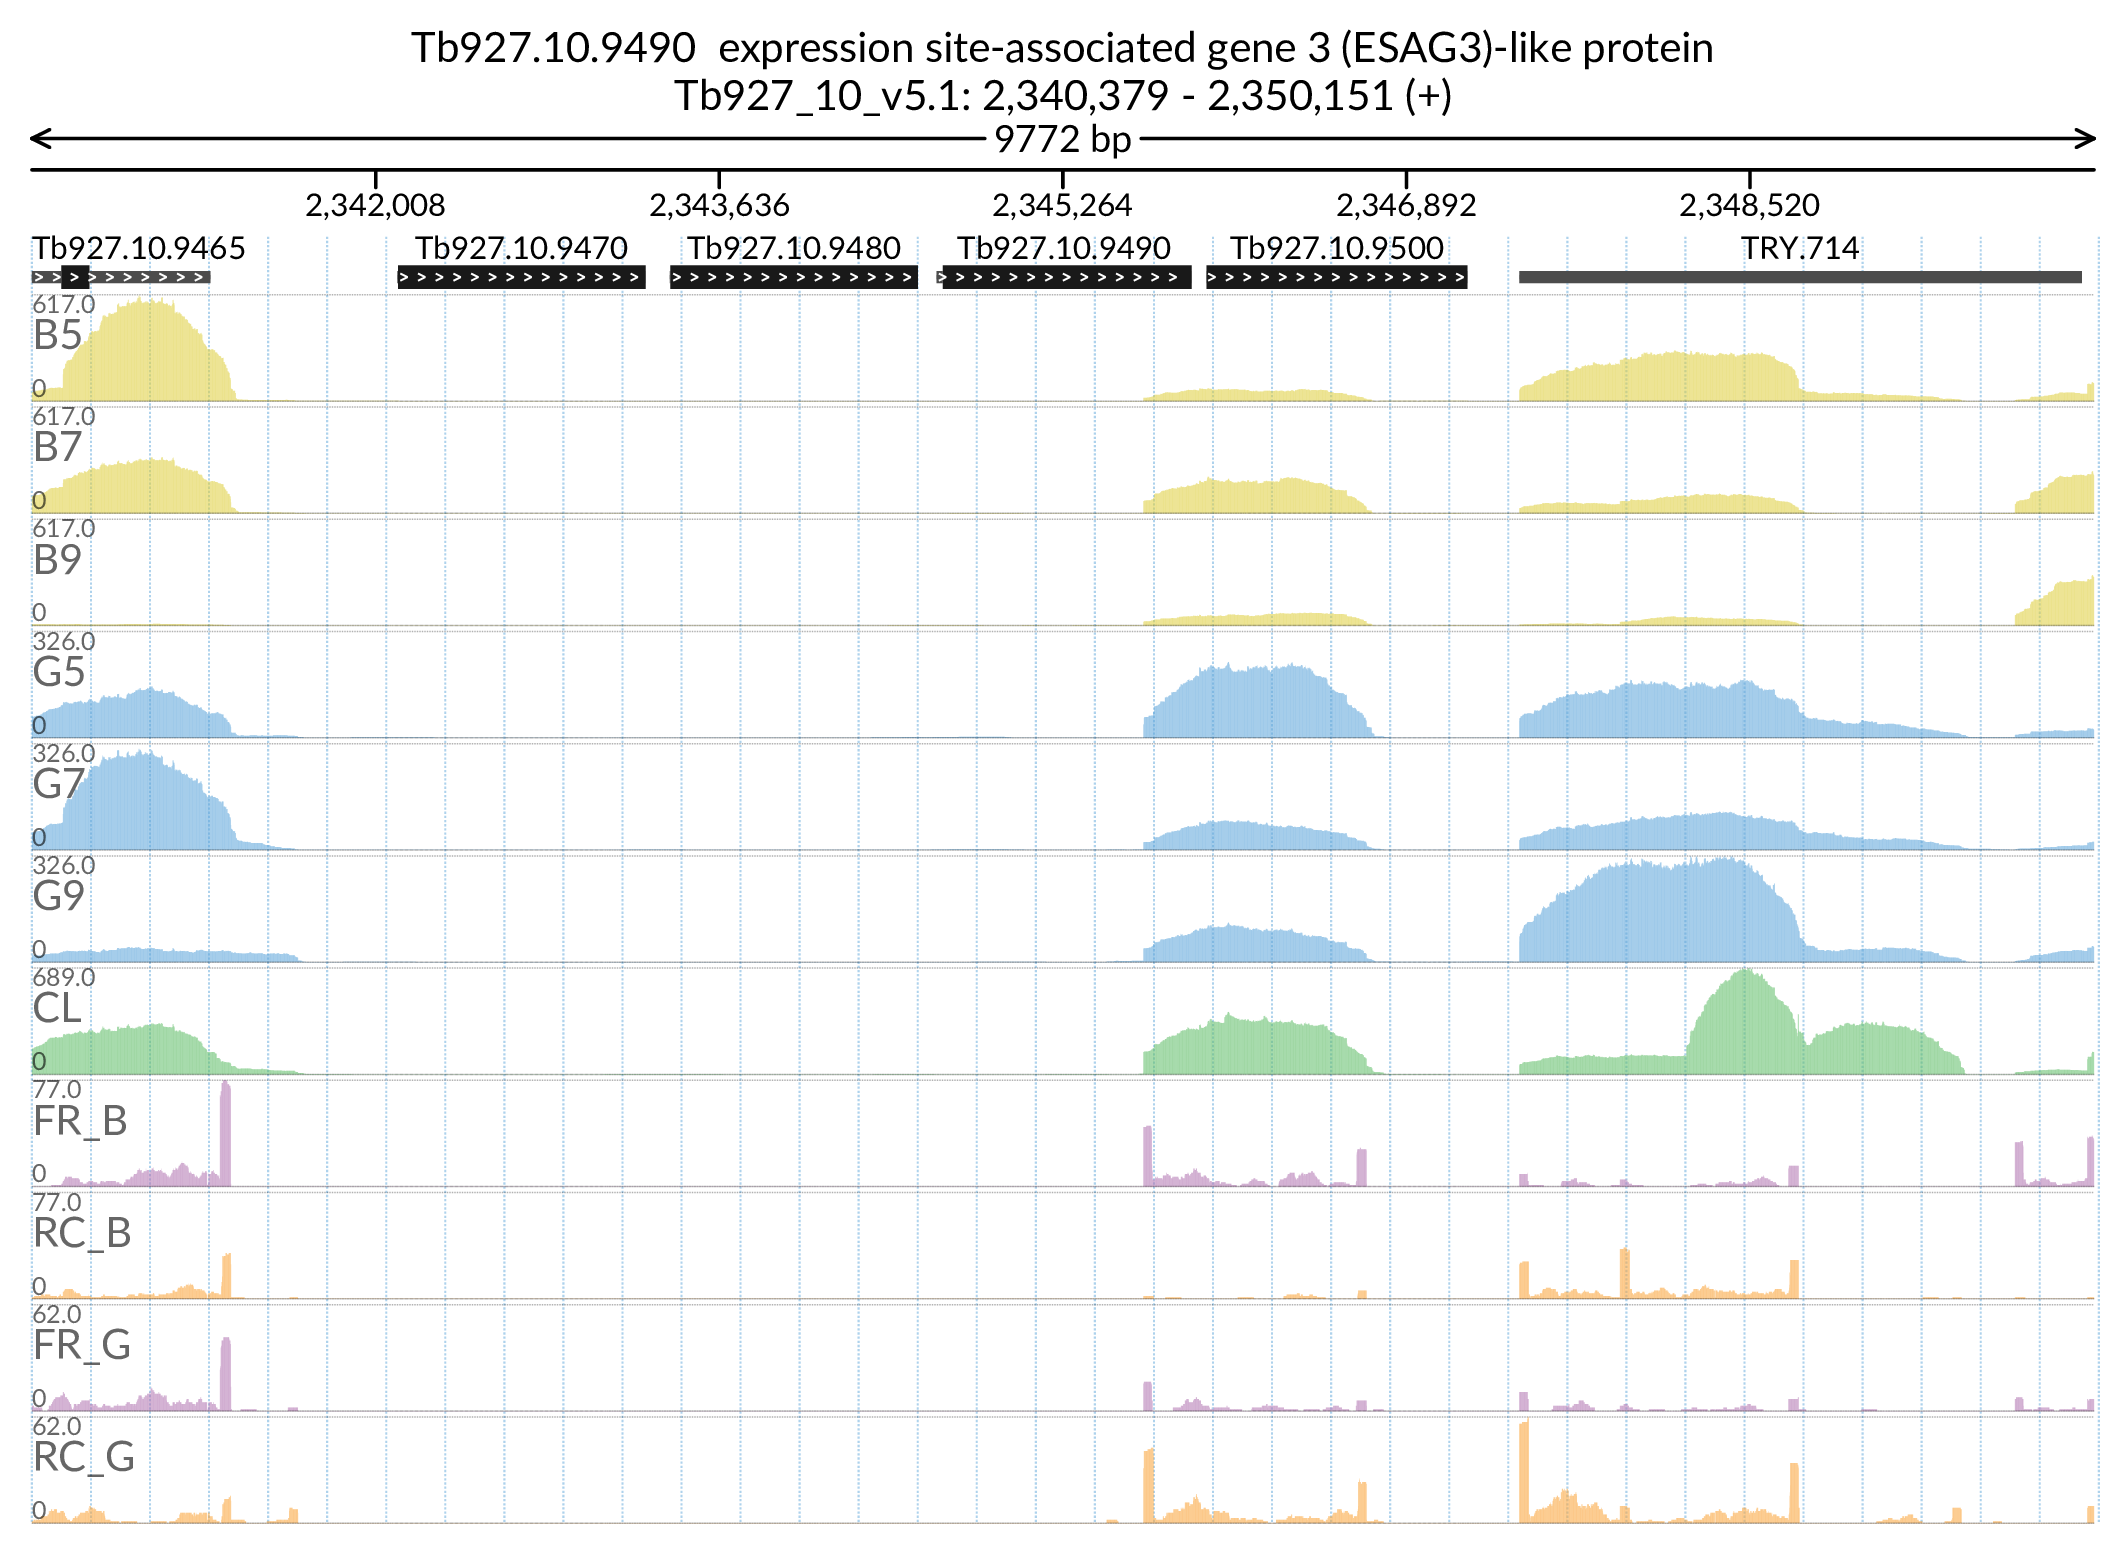 Tb927.10.9490  expression site-associated gene 3 (ESAG3)-like protein
Tb927_10_v5.1: 2,340,379 - 2,350,151 (+)
9772 bp
2,342,008 2,343,636 2,345,264 2,346,892 2,348,520
Tb927.10.9465 Tb927.10.9470 Tb927.10.9480 Tb927.10.9490 Tb927.10.9500 TRY.714
617.0
B5
0
617.0
B7
0
617.0
B9
0
326.0
G5
0
326.0
G7
0
326.0
G9
0
689.0
CL
0
77.0
FR_B
0
77.0
RC_B
0
62.0
FR_G
0
62.0
RC_G
0